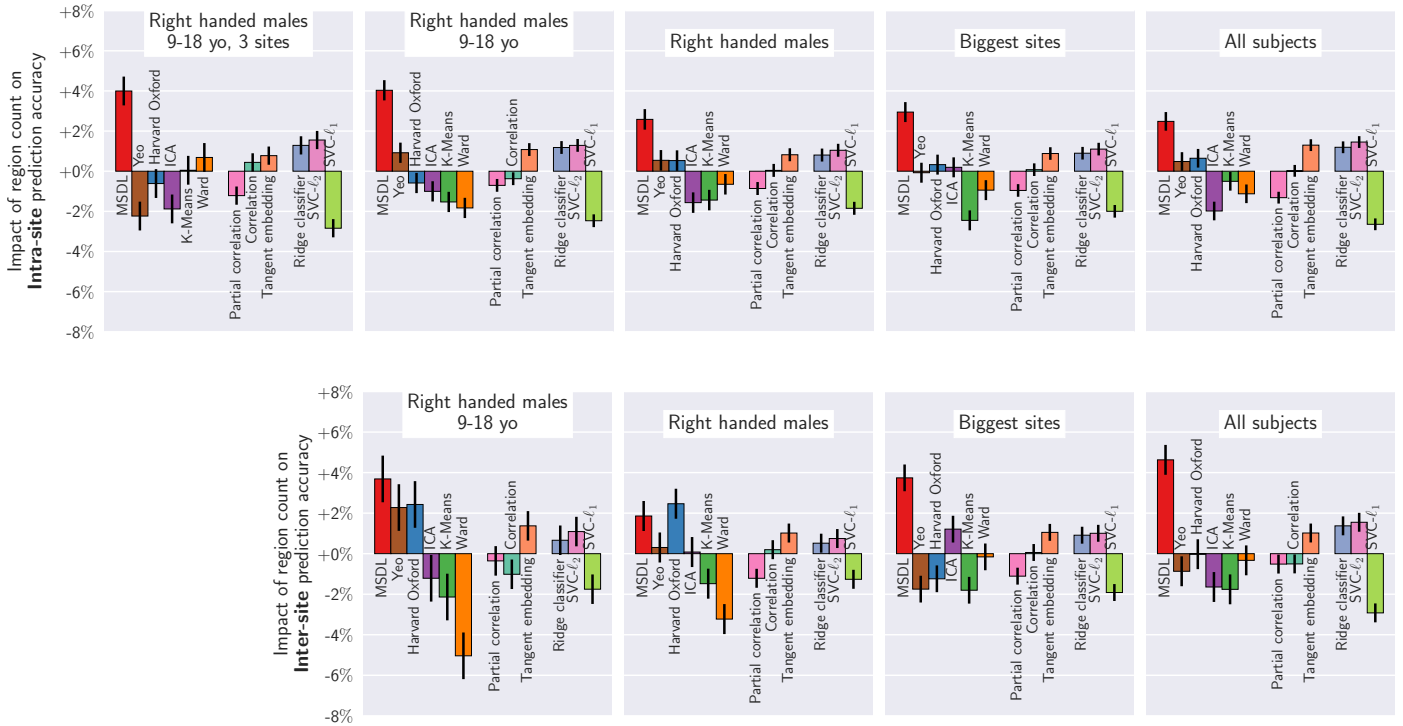 Impact of region count on
Intra-site prediction accuracy
+8%
+6%
+4%
+2%
+0%
-2%
-4%
-6%
-8%
Right handed males
9-18 yo, 3 sites
MSDL
Yeo
Harvard Oxford
ICA
K-Means
Ward
Partial correlation
Correlation
Tangent embedding
Ridge classifier
SVC-ℓ₂
SVC-ℓ₁
Right handed males
9-18 yo
MSDL
Yeo
Harvard Oxford
ICA
K-Means
Ward
Partial correlation
Correlation
Tangent embedding
Ridge classifier
SVC-ℓ₂
SVC-ℓ₁
Right handed males
MSDL
Yeo
Harvard Oxford
ICA
K-Means
Ward
Partial correlation
Correlation
Tangent embedding
Ridge classifier
SVC-ℓ₂
SVC-ℓ₁
Biggest sites
MSDL
Yeo
Harvard Oxford
ICA
K-Means
Ward
Partial correlation
Correlation
Tangent embedding
Ridge classifier
SVC-ℓ₂
SVC-ℓ₁
All subjects
MSDL
Yeo
Harvard Oxford
ICA
K-Means
Ward
Partial correlation
Correlation
Tangent embedding
Ridge classifier
SVC-ℓ₂
SVC-ℓ₁
Impact of region count on
Inter-site prediction accuracy
+8%
+6%
+4%
+2%
+0%
-2%
-4%
-6%
-8%
Right handed males
9-18 yo
MSDL
Yeo
Harvard Oxford
ICA
K-Means
Ward
Partial correlation
Correlation
Tangent embedding
Ridge classifier
SVC-ℓ₂
SVC-ℓ₁
Right handed males
MSDL
Yeo
Harvard Oxford
ICA
K-Means
Ward
Partial correlation
Correlation
Tangent embedding
Ridge classifier
SVC-ℓ₂
SVC-ℓ₁
Biggest sites
MSDL
Yeo
Harvard Oxford
ICA
K-Means
Ward
Partial correlation
Correlation
Tangent embedding
Ridge classifier
SVC-ℓ₂
SVC-ℓ₁
All subjects
MSDL
Yeo
Harvard Oxford
ICA
K-Means
Ward
Partial correlation
Correlation
Tangent embedding
Ridge classifier
SVC-ℓ₂
SVC-ℓ₁